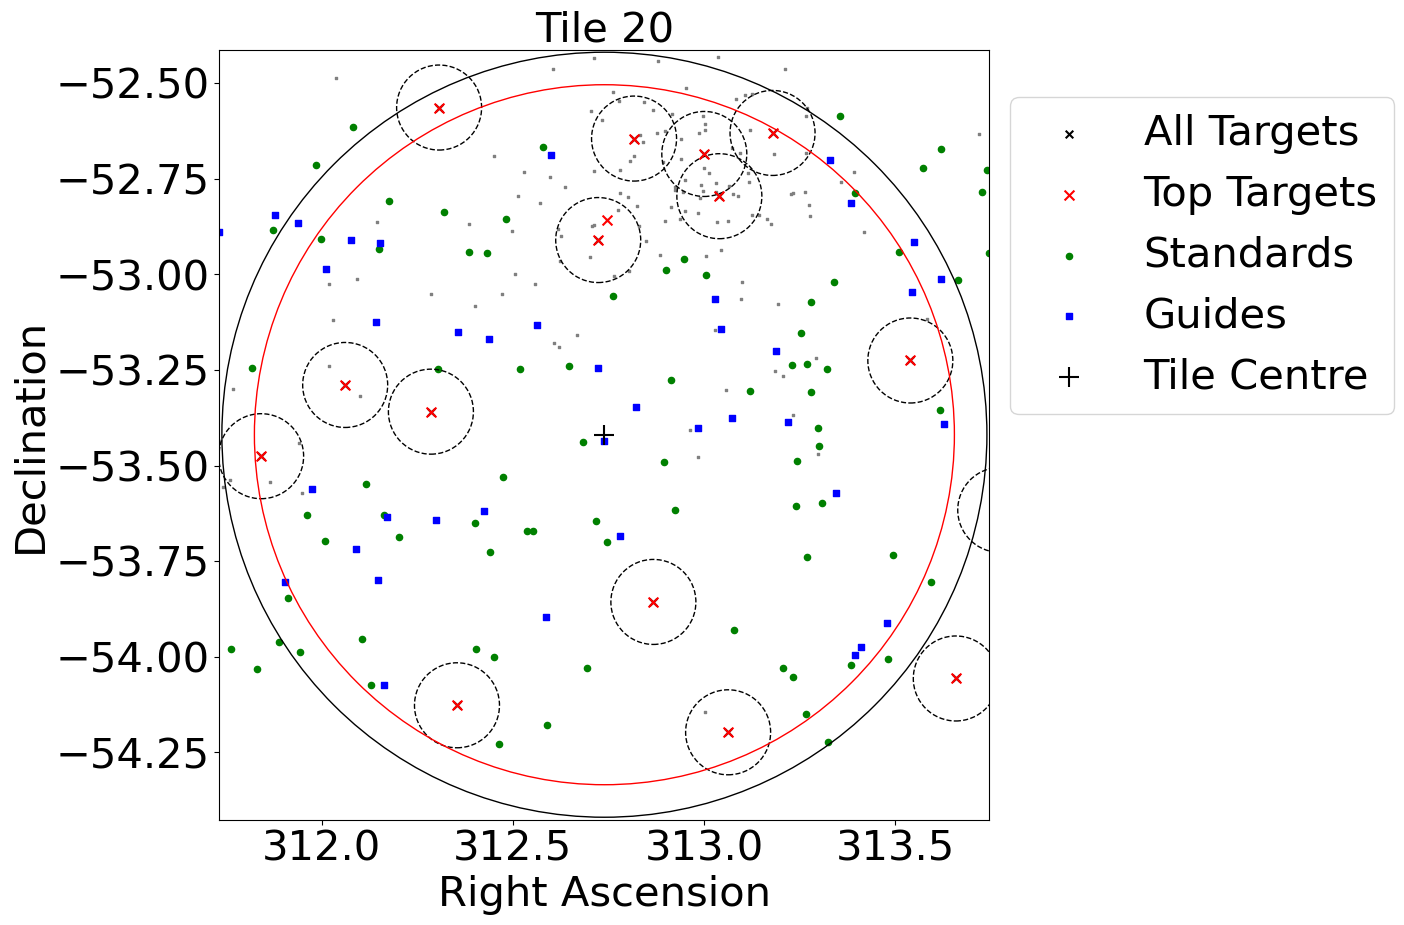 Tile 20
−52.50
−52.75
−53.00
−53.25
−53.50
−53.75
−54.00
−54.25
Declination
312.0
312.5
313.0
313.5
Right Ascension
All Targets
Top Targets
Standards
Guides
Tile Centre